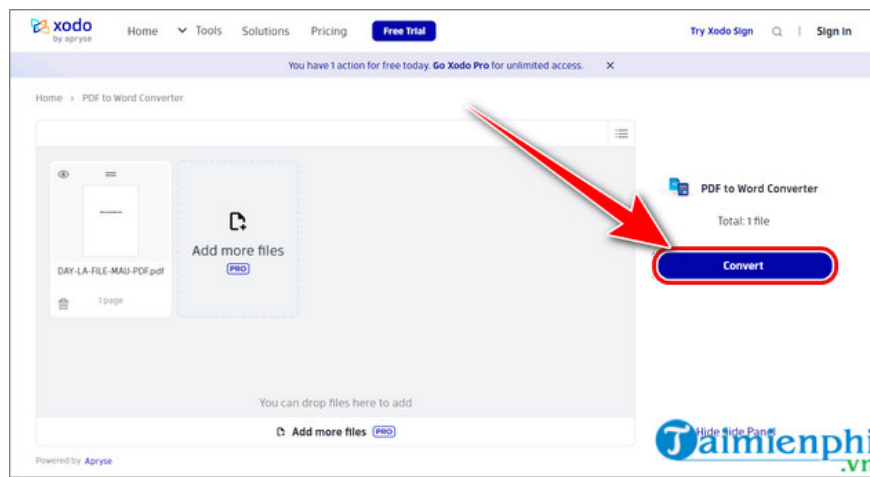 xodo
by apryse
Home Tools Solutions Pricing Free Trial Try Xodo Sign | Sign In
You have 1 action for free today. Go Xodo Pro for unlimited access. ×
Home › PDF to Word Converter
Add more files
PRO
DAY-LA-FILE-MAU-PDF.pdf
1 page
You can drop files here to add
Add more files PRO
PDF to Word Converter
Total: 1 file
Convert
Hide Side Panel
Powered by Apryse
Taimienphi
.vn